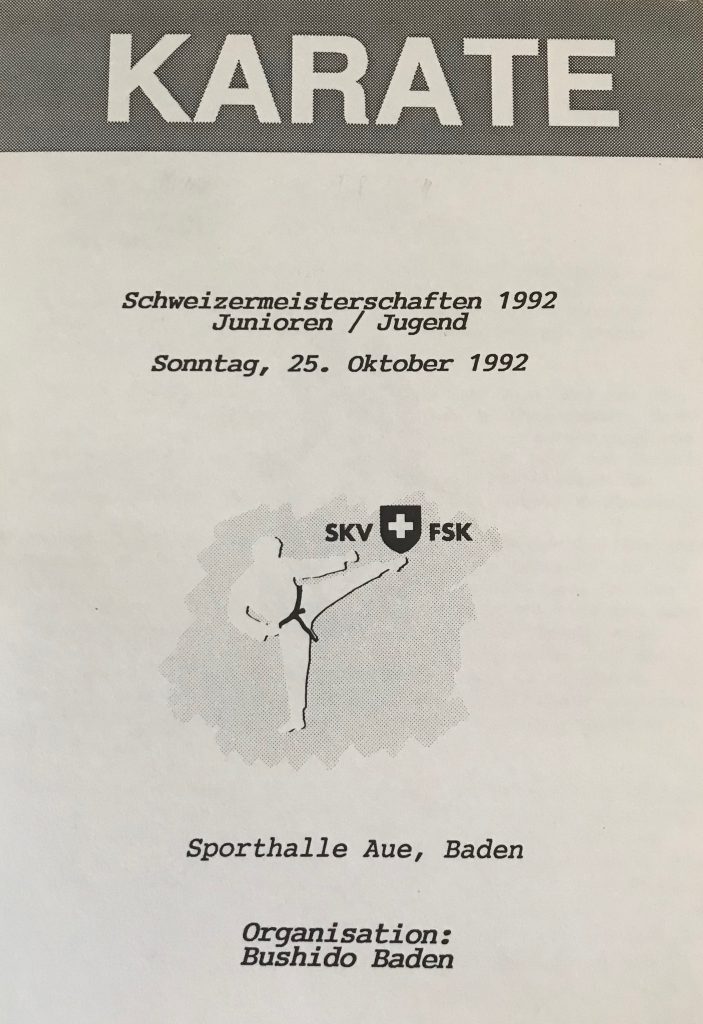 KARATE
Schweizermeisterschaften 1992
Junioren / Jugend
Sonntag, 25. Oktober 1992
SKV FSK
Sporthalle Aue, Baden
Organisation:
Bushido Baden